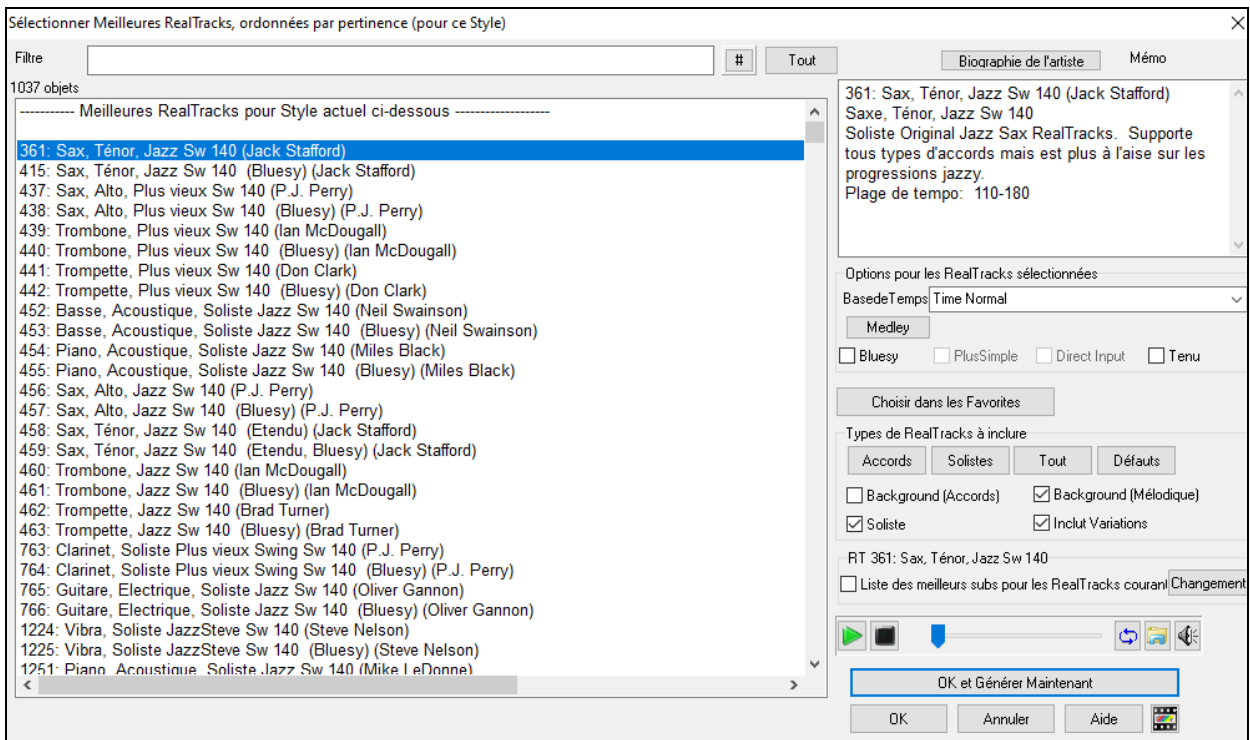 Sélectionner Meilleures RealTracks, ordonnées par pertinence (pour ce Style)
Filtre
#
Tout
Biographie de l'artiste
Mémo
1037 objets
----------- Meilleures RealTracks pour Style actuel ci-dessous -------------------
361: Sax, Ténor, Jazz Sw 140 (Jack Stafford)
415: Sax, Ténor, Jazz Sw 140  (Bluesy) (Jack Stafford)
437: Sax, Alto, Plus vieux Sw 140 (P.J. Perry)
438: Sax, Alto, Plus vieux Sw 140  (Bluesy) (P.J. Perry)
439: Trombone, Plus vieux Sw 140 (Ian McDougall)
440: Trombone, Plus vieux Sw 140  (Bluesy) (Ian McDougall)
441: Trompette, Plus vieux Sw 140 (Don Clark)
442: Trompette, Plus vieux Sw 140  (Bluesy) (Don Clark)
452: Basse, Acoustique, Soliste Jazz Sw 140 (Neil Swainson)
453: Basse, Acoustique, Soliste Jazz Sw 140  (Bluesy) (Neil Swainson)
454: Piano, Acoustique, Soliste Jazz Sw 140 (Miles Black)
455: Piano, Acoustique, Soliste Jazz Sw 140  (Bluesy) (Miles Black)
456: Sax, Alto, Jazz Sw 140 (P.J. Perry)
457: Sax, Alto, Jazz Sw 140  (Bluesy) (P.J. Perry)
458: Sax, Ténor, Jazz Sw 140  (Etendu) (Jack Stafford)
459: Sax, Ténor, Jazz Sw 140  (Etendu, Bluesy) (Jack Stafford)
460: Trombone, Jazz Sw 140 (Ian McDougall)
461: Trombone, Jazz Sw 140  (Bluesy) (Ian McDougall)
462: Trompette, Jazz Sw 140 (Brad Turner)
463: Trompette, Jazz Sw 140  (Bluesy) (Brad Turner)
763: Clarinet, Soliste Plus vieux Swing Sw 140 (P.J. Perry)
764: Clarinet, Soliste Plus vieux Swing Sw 140  (Bluesy) (P.J. Perry)
765: Guitare, Electrique, Soliste Jazz Sw 140 (Oliver Gannon)
766: Guitare, Electrique, Soliste Jazz Sw 140  (Bluesy) (Oliver Gannon)
1224: Vibra, Soliste JazzSteve Sw 140 (Steve Nelson)
1225: Vibra, Soliste JazzSteve Sw 140  (Bluesy) (Steve Nelson)
1251: Piano, Acoustique, Soliste Jazz Sw 140 (Mike LeDonne)
361: Sax, Ténor, Jazz Sw 140 (Jack Stafford)
Saxe, Ténor, Jazz Sw 140
Soliste Original Jazz Sax RealTracks.  Supporte
tous types d'accords mais est plus à l'aise sur les
progressions jazzy.
Plage de tempo:  110-180
Options pour les RealTracks sélectionnées
BasedeTemps
Time Normal
Medley
Bluesy
PlusSimple
Direct Input
Tenu
Choisir dans les Favorites
Types de RealTracks à inclure
Accords
Solistes
Tout
Défauts
Background (Accords)
Background (Mélodique)
Soliste
Inclut Variations
RT 361: Sax, Ténor, Jazz Sw 140
Liste des meilleurs subs pour les RealTracks courant
Changement
OK et Générer Maintenant
OK
Annuler
Aide